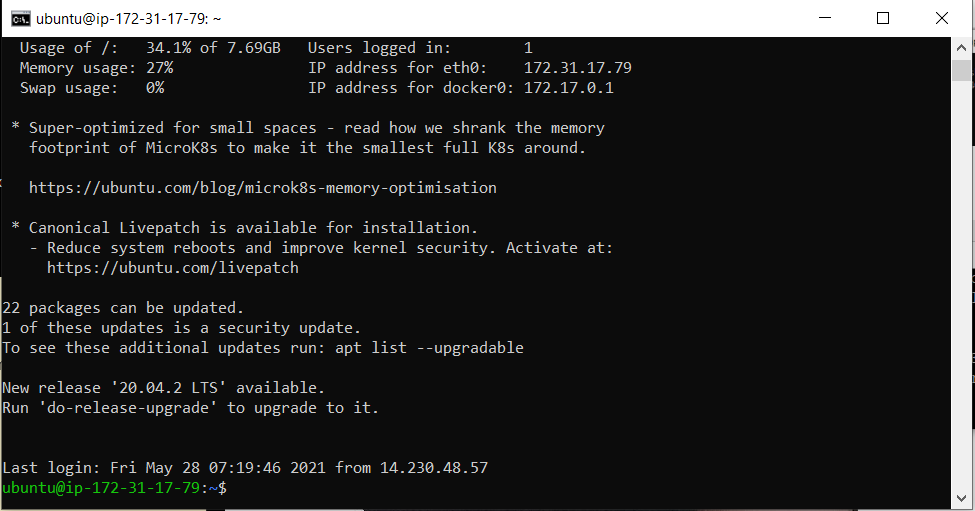 ubuntu@ip-172-31-17-79: ~
Usage of /:   34.1% of 7.69GB   Users logged in:        1
Memory usage: 27%               IP address for eth0:    172.31.17.79
Swap usage:   0%                IP address for docker0: 172.17.0.1
* Super-optimized for small spaces - read how we shrank the memory
footprint of MicroK8s to make it the smallest full K8s around.
https://ubuntu.com/blog/microk8s-memory-optimisation
* Canonical Livepatch is available for installation.
- Reduce system reboots and improve kernel security. Activate at:
https://ubuntu.com/livepatch
22 packages can be updated.
1 of these updates is a security update.
To see these additional updates run: apt list --upgradable
New release '20.04.2 LTS' available.
Run 'do-release-upgrade' to upgrade to it.
Last login: Fri May 28 07:19:46 2021 from 14.230.48.57
ubuntu@ip-172-31-17-79:~$